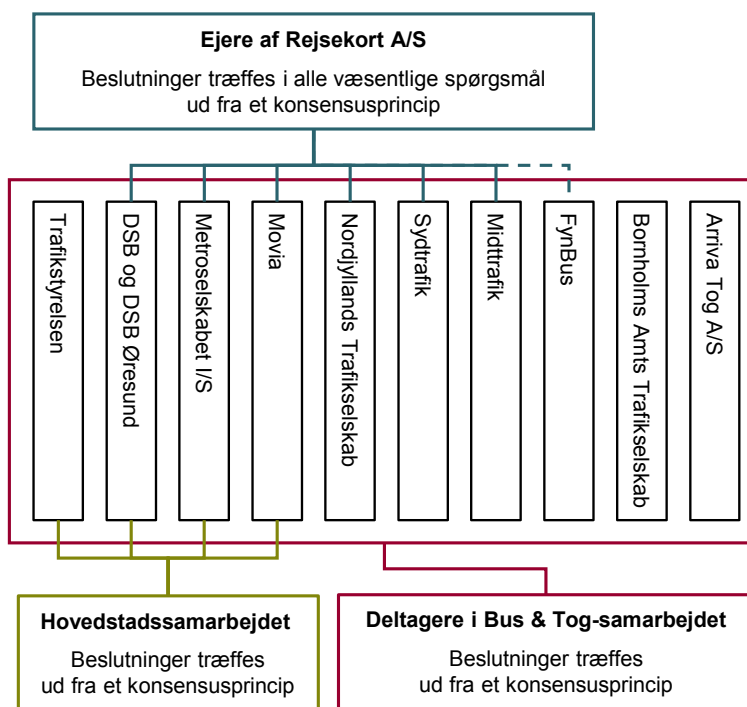 Ejere af Rejsekort A/S
Beslutninger træffes i alle væsentlige spørgsmål
ud fra et konsensusprincip
Trafikstyrelsen
DSB og DSB Øresund
Metroselskabet I/S
Movia
Nordjyllands Trafikselskab
Sydtrafik
Midttrafik
FynBus
Bornholms Amts Trafikselskab
Arriva Tog A/S
Hovedstadssamarbejdet
Beslutninger træffes
ud fra et konsensusprincip
Deltagere i Bus & Tog-samarbejdet
Beslutninger træffes
ud fra et konsensusprincip